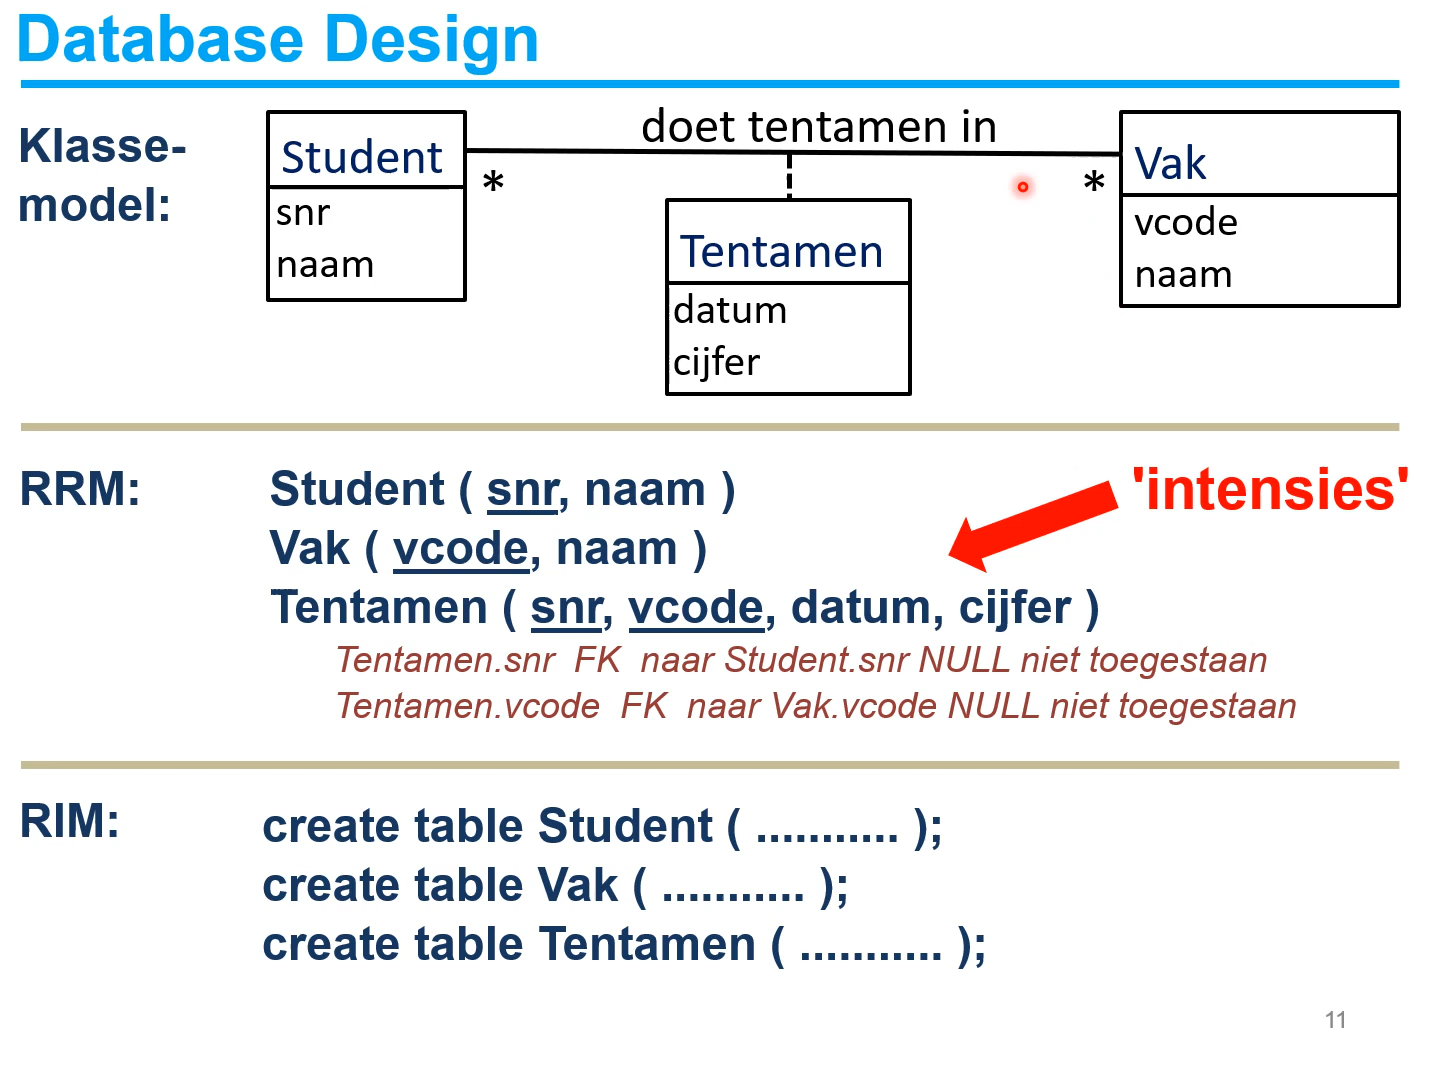 Database Design
Klasse-
model:
Student
snr
naam
doet tentamen in
*
*
Tentamen
datum
cijfer
Vak
vcode
naam
RRM:
Student ( snr, naam )
Vak ( vcode, naam )
Tentamen ( snr, vcode, datum, cijfer )
'intensies'
Tentamen.snr FK naar Student.snr NULL niet toegestaan
Tentamen.vcode FK naar Vak.vcode NULL niet toegestaan
RIM:
create table Student ( ........... );
create table Vak ( ........... );
create table Tentamen ( ........... );
11